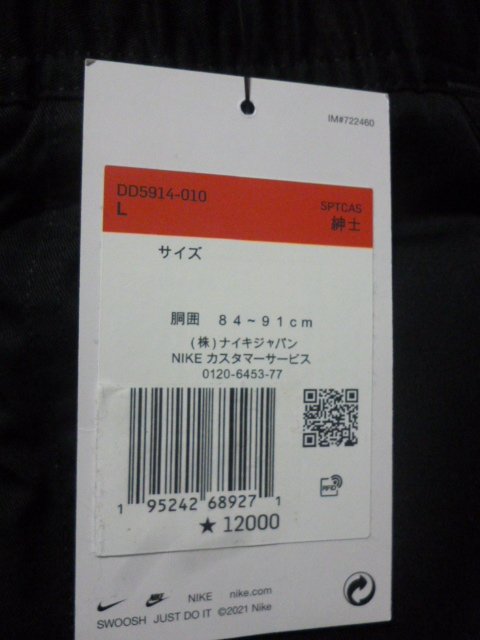 IM#722460
DD5914-010
L
SPTCAS
紳士
サイズ
胴囲 84~91cm
(株)ナイキジャパン
NIKE カスタマーサービス
0120-6453-77
RFID
1 95242 68927 1
★12000
NIKE nike.com
SWOOSH JUST DO IT ©2021 Nike